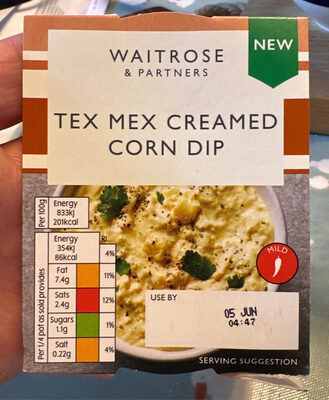 WAITROSE
& PARTNERS
NEW
TEX MEX CREAMED
CORN DIP
Per 100g
Energy
833kJ
201kcal
Per 1/4 pot as sold provides
Energy
354kJ
86kcal
RI
4%
Fat
7.4g
11%
Sats
2.4g
12%
Sugars
1.1g
1%
Salt
0.22g
4%
MILD
USE BY
05 JUN
04:47
SERVING SUGGESTION